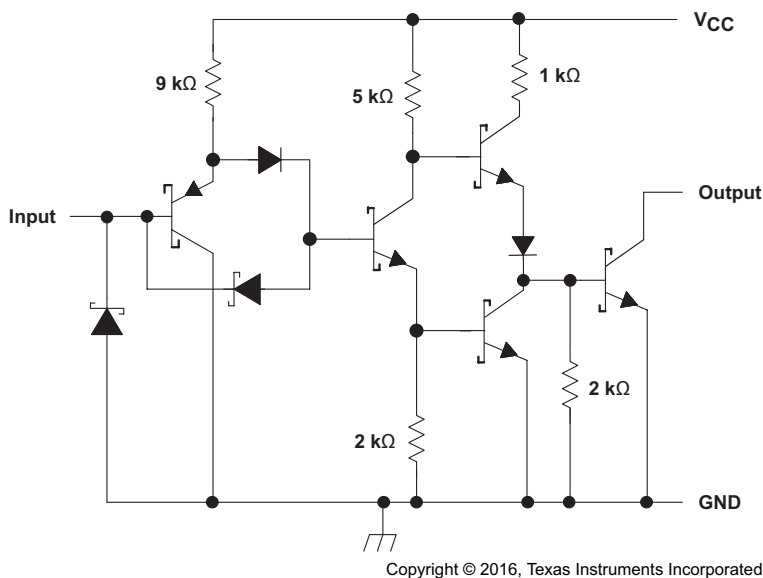 VCC
9 kΩ
5 kΩ
1 kΩ
Input
Output
2 kΩ
2 kΩ
GND
Copyright © 2016, Texas Instruments Incorporated